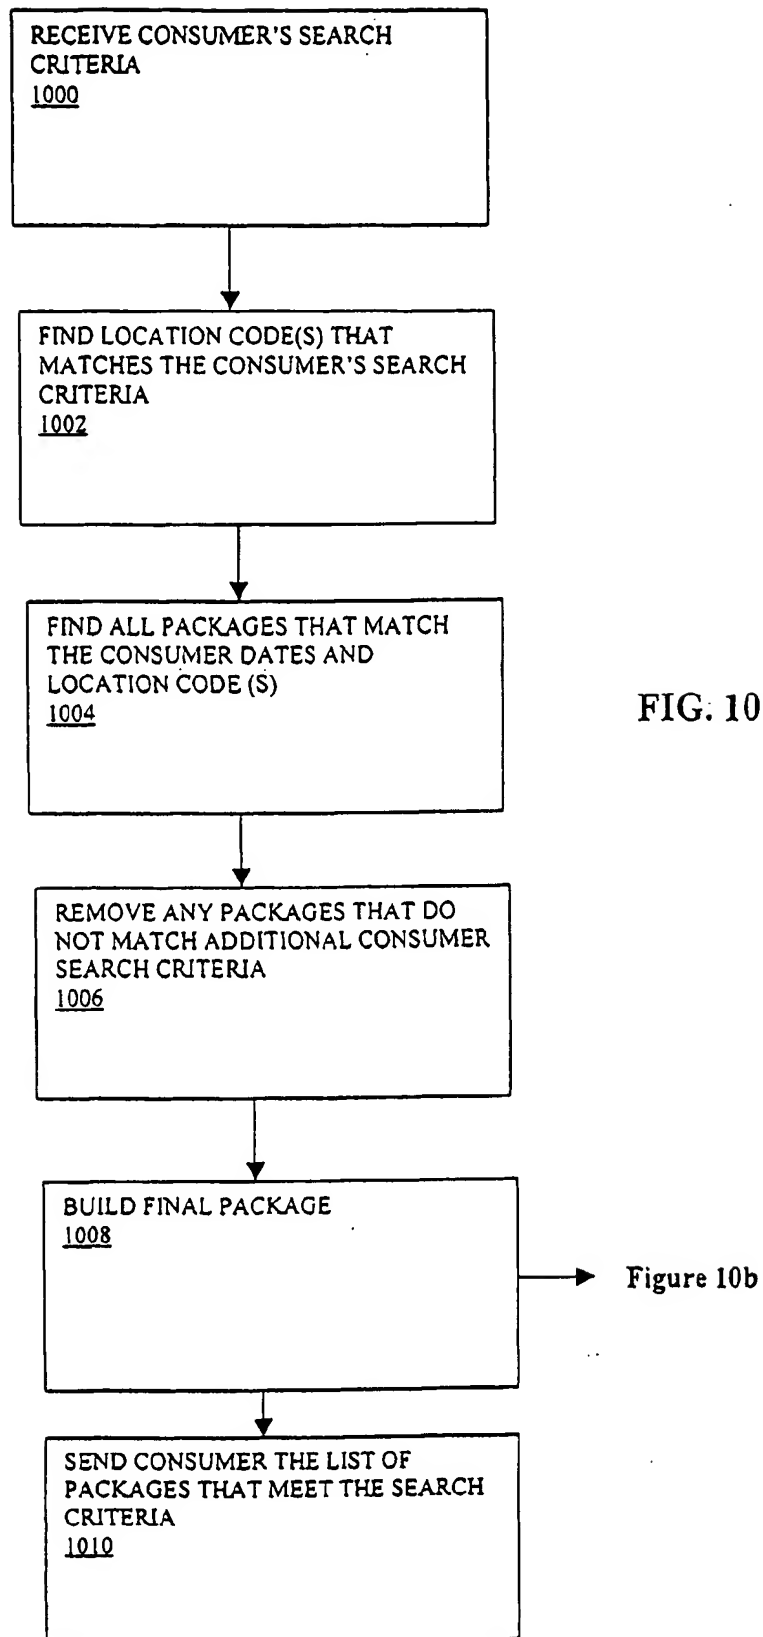 RECEIVE CONSUMER'S SEARCH
CRITERIA
1000
FIND LOCATION CODE(S) THAT
MATCHES THE CONSUMER'S SEARCH
CRITERIA
1002
FIND ALL PACKAGES THAT MATCH
THE CONSUMER DATES AND
LOCATION CODE (S)
1004
FIG. 10
REMOVE ANY PACKAGES THAT DO
NOT MATCH ADDITIONAL CONSUMER
SEARCH CRITERIA
1006
BUILD FINAL PACKAGE
1008
Figure 10b
SEND CONSUMER THE LIST OF
PACKAGES THAT MEET THE SEARCH
CRITERIA
1010